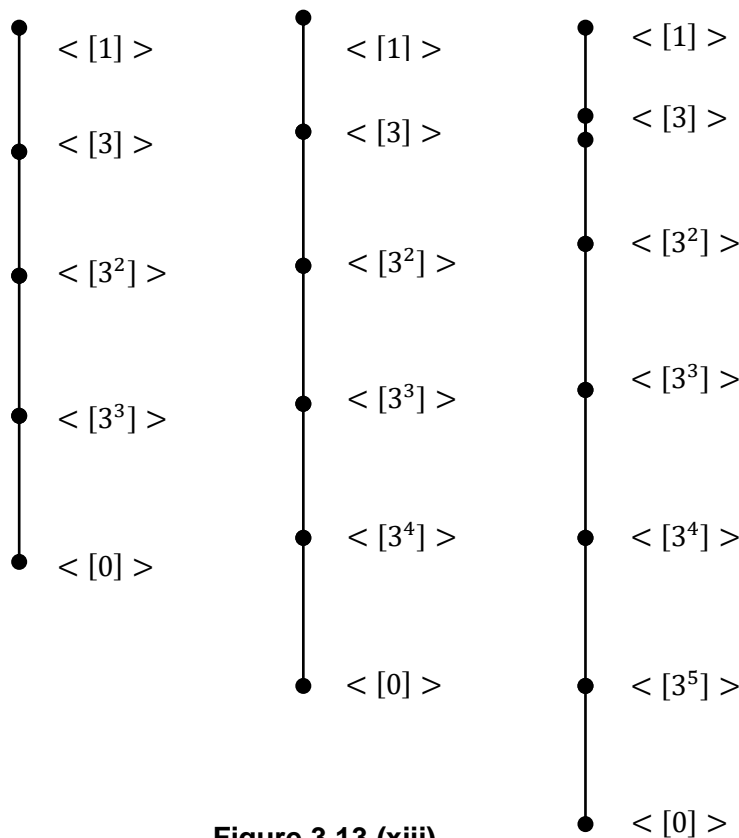 < [1] >
< [3] >
< [3²] >
< [3³] >
< [0] >
< [1] >
< [3] >
< [3²] >
< [3³] >
< [3⁴] >
< [0] >
< [1] >
< [3] >
< [3²] >
< [3³] >
< [3⁴] >
< [3⁵] >
< [0] >
Figure 3.13 (xiii)